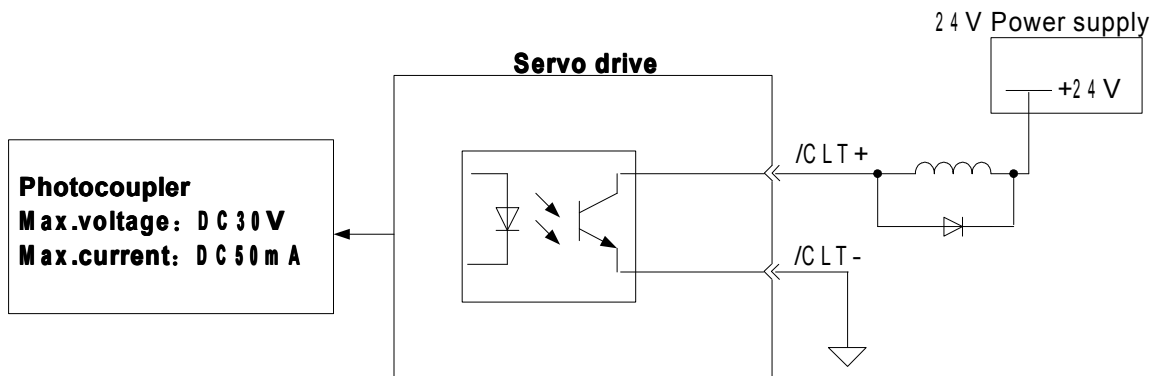 24V Power supply
Servo drive
+24V
/CLT+
Photocoupler
Max.voltage：DC30V
Max.current：DC50mA
/CLT-